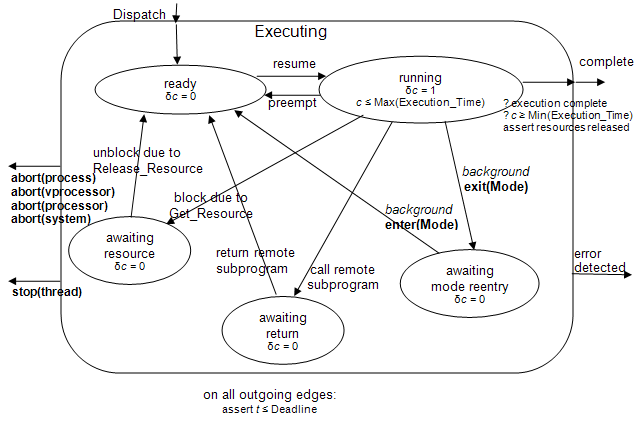 Dispatch
Executing
ready
δc = 0
resume
preempt
running
δc = 1
c ≤ Max(Execution_Time)
complete
? execution complete
? c ≥ Min(Execution_Time)
assert resources released
unblock due to
Release_Resource
abort(process)
abort(vprocessor)
abort(processor)
abort(system)
block due to
Get_Resource
background
exit(Mode)
background
enter(Mode)
awaiting
resource
δc = 0
return remote
subprogram
call remote
subprogram
awaiting
mode reentry
δc = 0
error
detected
stop(thread)
awaiting
return
δc = 0
on all outgoing edges:
assert t ≤ Deadline